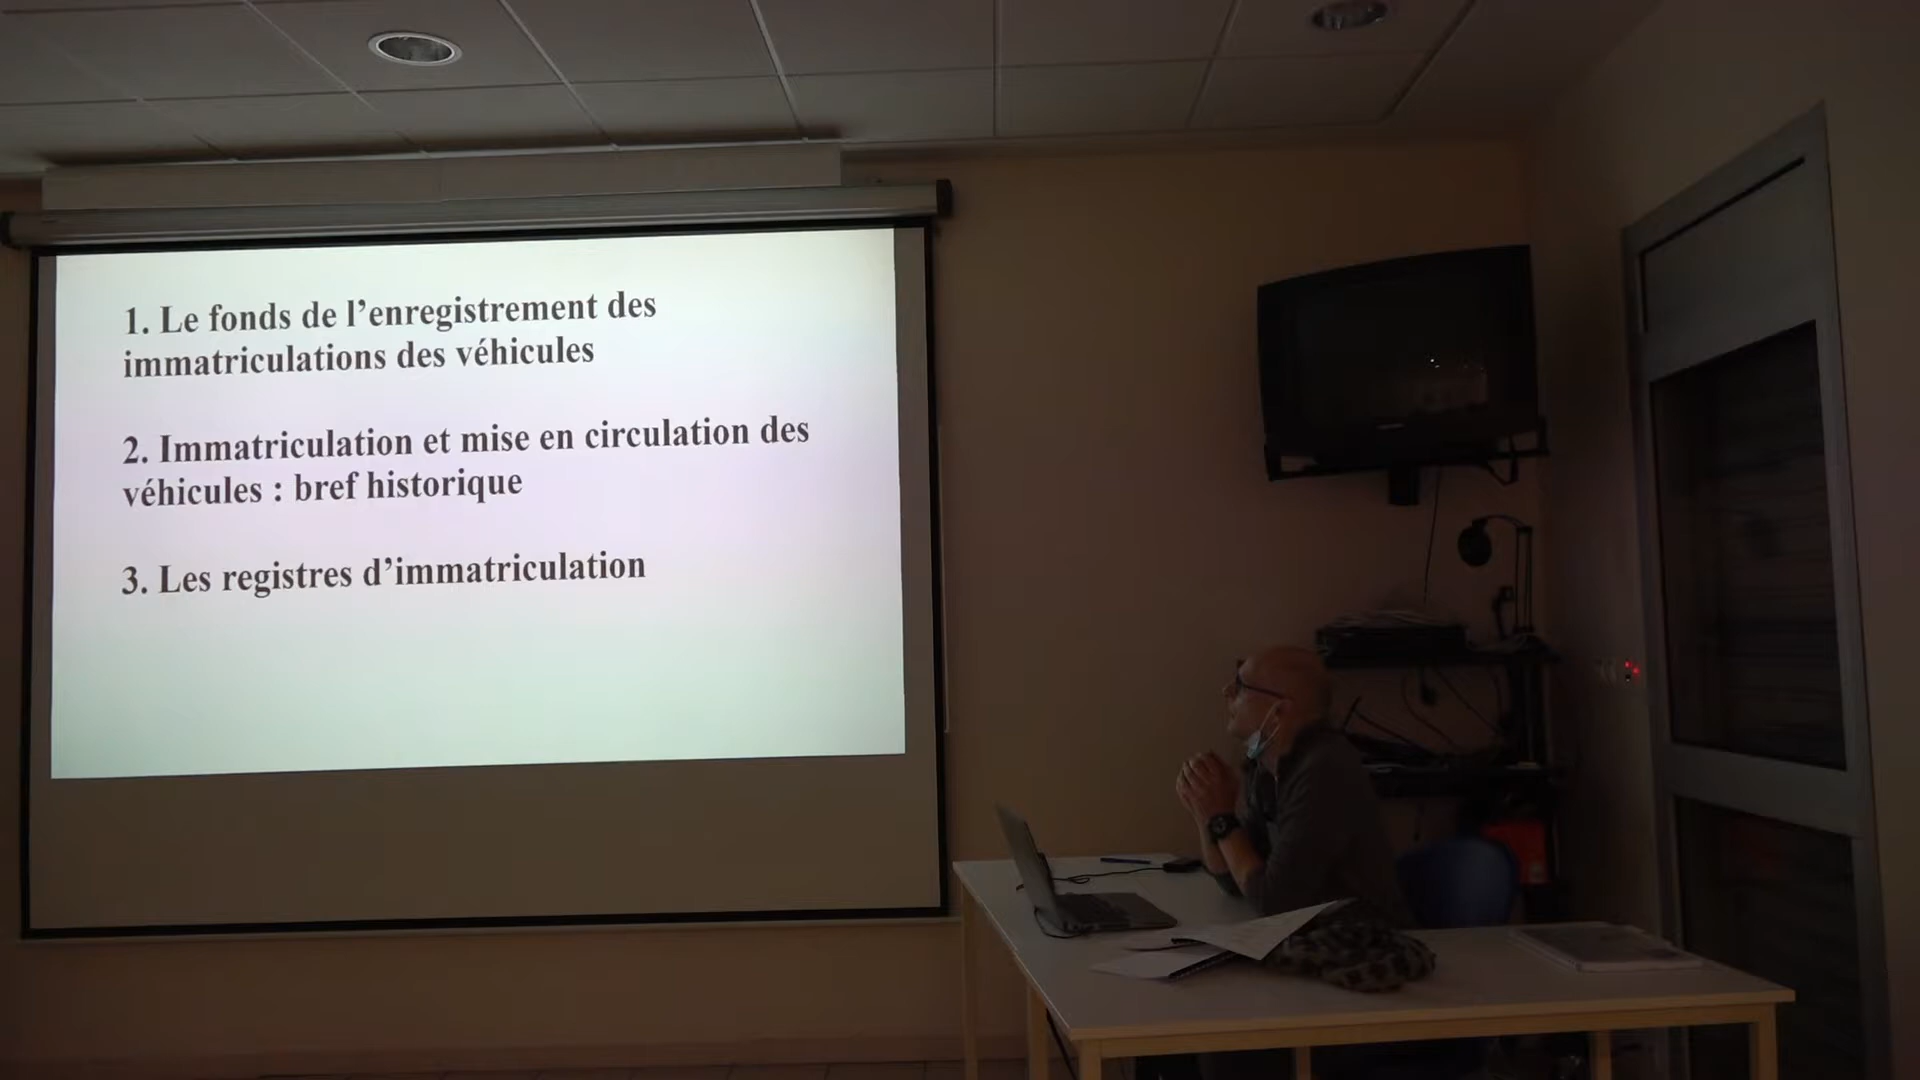 1. Le fonds de l’enregistrement des
immatriculations des véhicules
2. Immatriculation et mise en circulation des
véhicules : bref historique
3. Les registres d’immatriculation